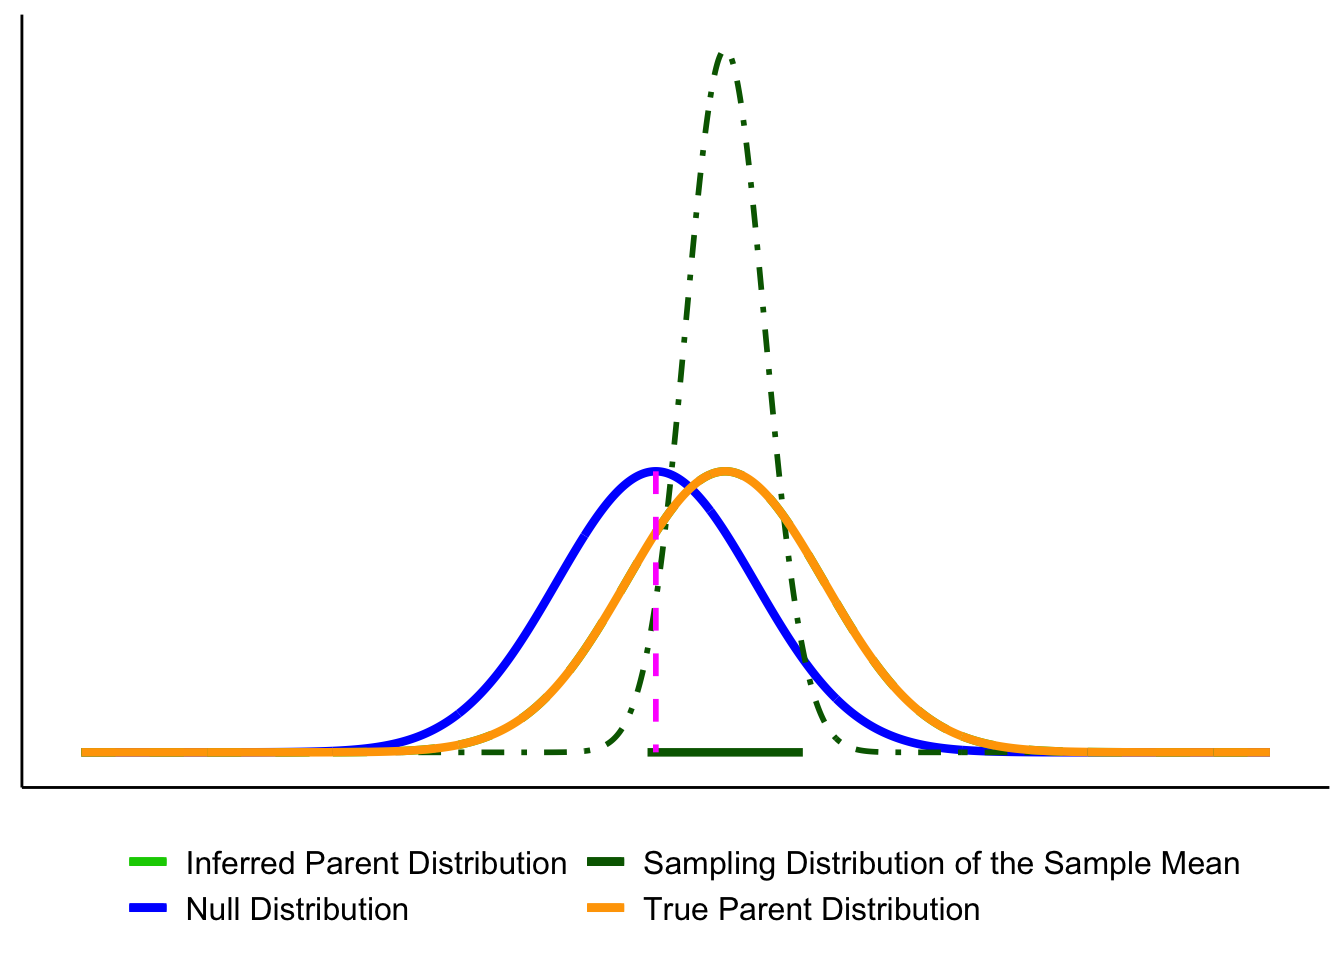 Inferred Parent Distribution
Sampling Distribution of the Sample Mean
Null Distribution
True Parent Distribution